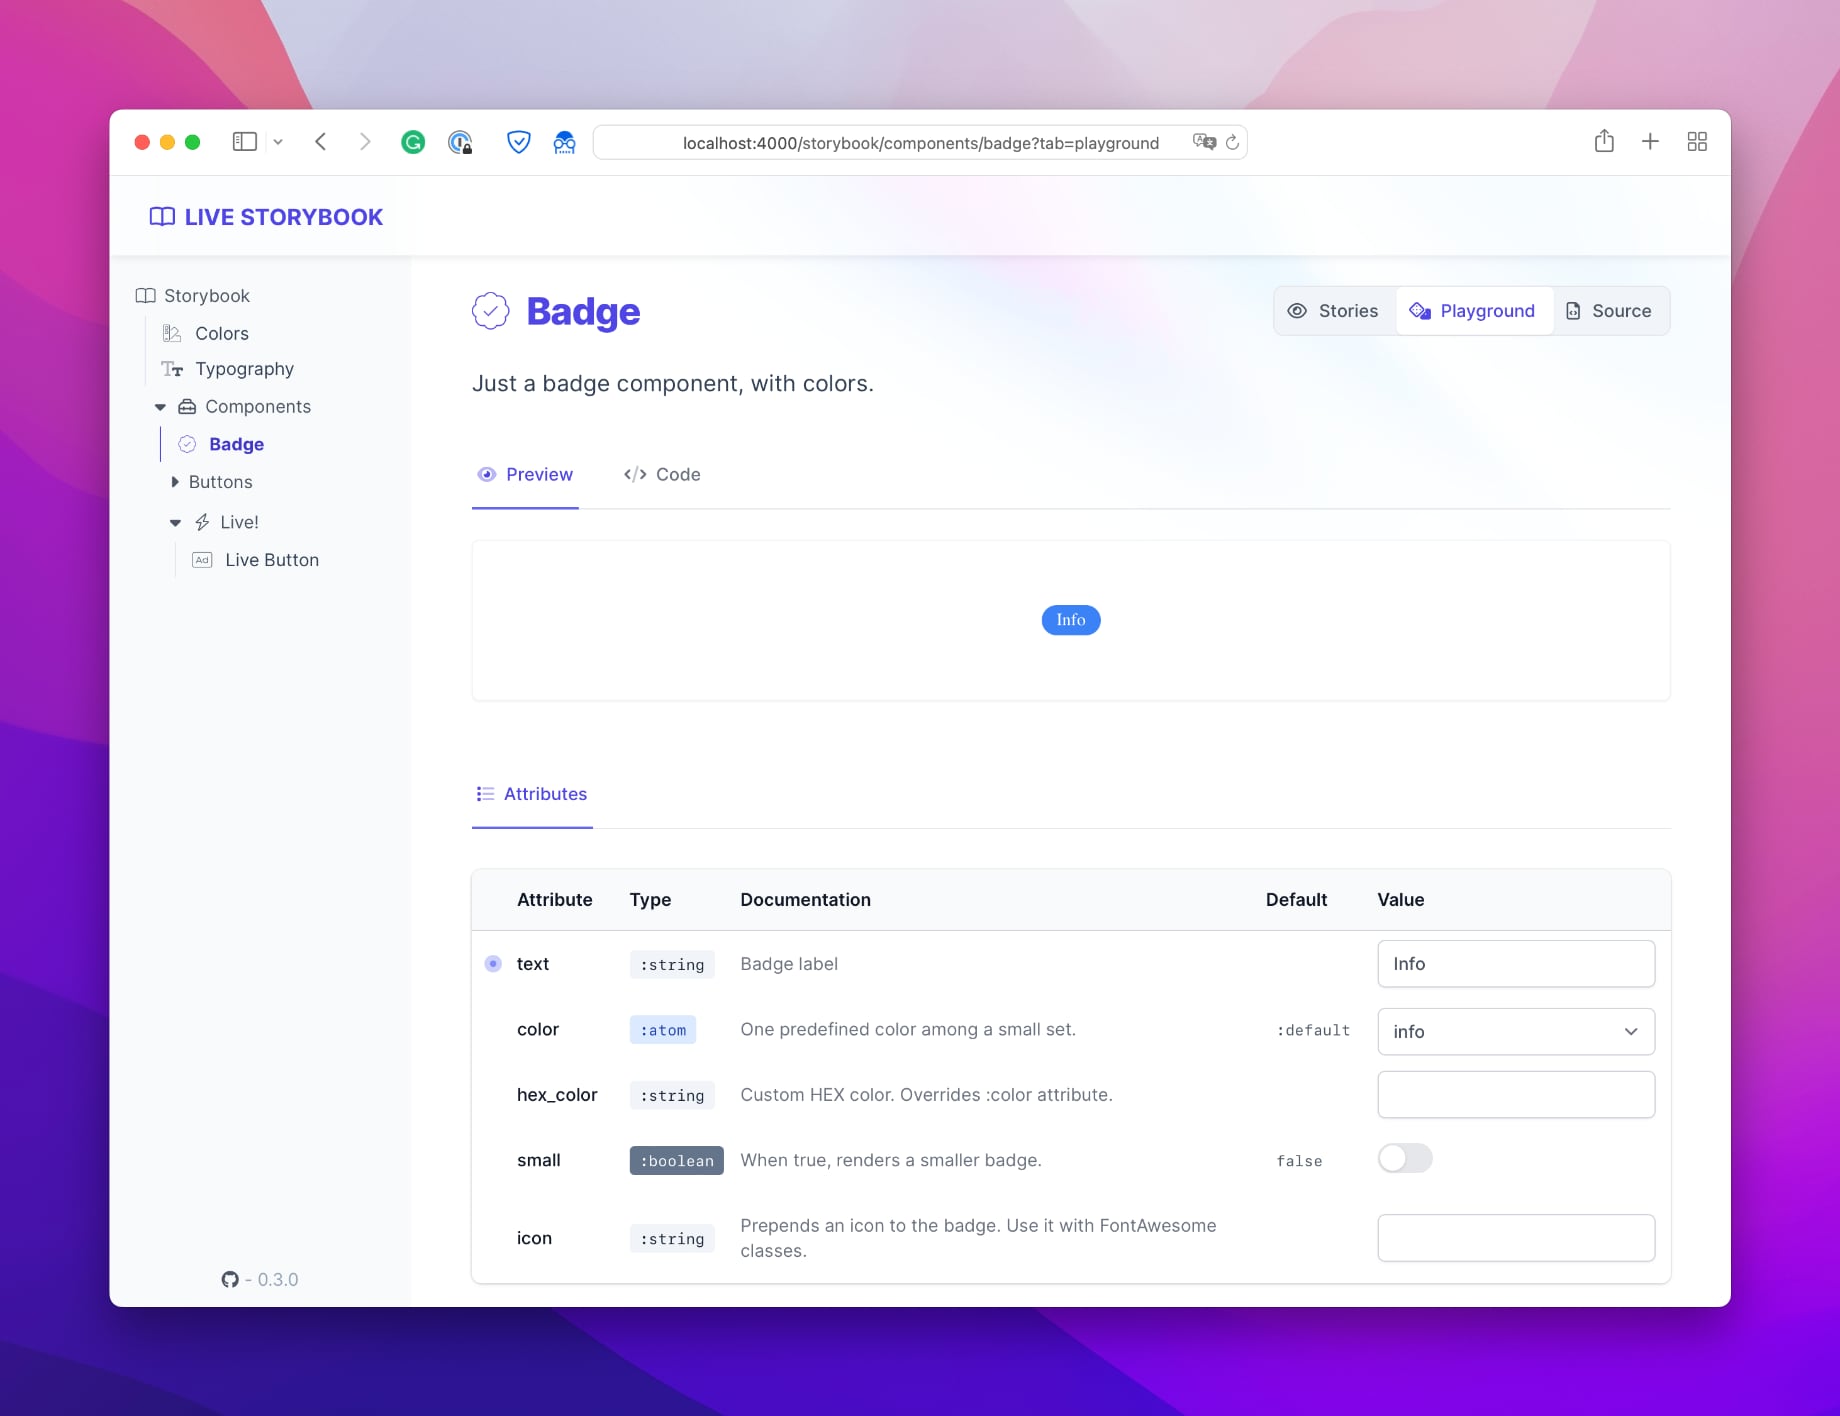 localhost:4000/storybook/components/badge?tab=playground
LIVE STORYBOOK
Storybook
Colors
Typography
Components
Badge
Buttons
Live!
Ad Live Button
- 0.3.0
Badge
Stories Playground Source
Just a badge component, with colors.
Preview </> Code
Info
Attributes
Attribute Type Documentation Default Value
text :string Badge label Info
color :atom One predefined color among a small set. :default info
hex_color :string Custom HEX color. Overrides :color attribute.
small :boolean When true, renders a smaller badge. false
icon :string Prepends an icon to the badge. Use it with FontAwesome
classes.